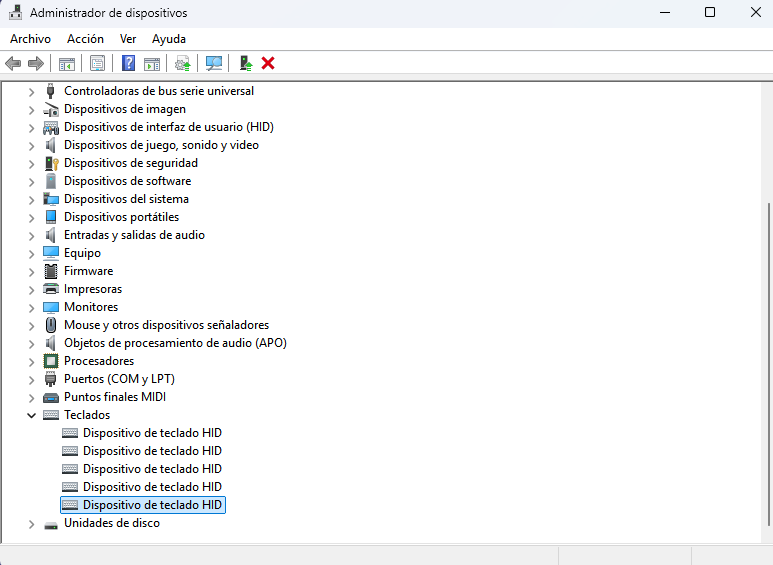 Administrador de dispositivos
Archivo Acción Ver Ayuda
Controladoras de bus serie universal
Dispositivos de imagen
Dispositivos de interfaz de usuario (HID)
Dispositivos de juego, sonido y video
Dispositivos de seguridad
Dispositivos de software
Dispositivos del sistema
Dispositivos portátiles
Entradas y salidas de audio
Equipo
Firmware
Impresoras
Monitores
Mouse y otros dispositivos señaladores
Objetos de procesamiento de audio (APO)
Procesadores
Puertos (COM y LPT)
Puntos finales MIDI
Teclados
Dispositivo de teclado HID
Dispositivo de teclado HID
Dispositivo de teclado HID
Dispositivo de teclado HID
Dispositivo de teclado HID
Unidades de disco